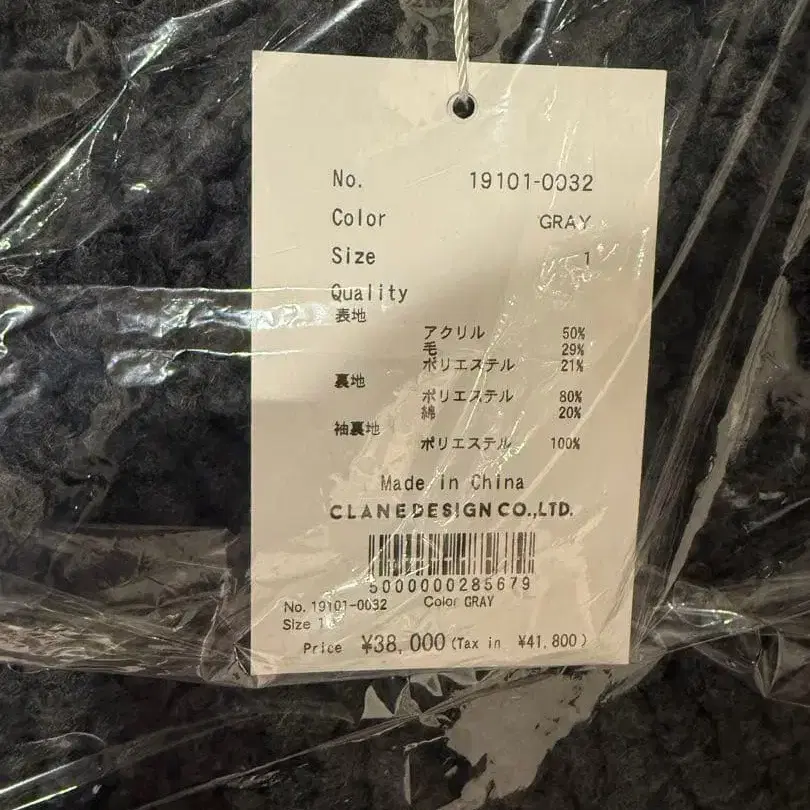 No. 19101-0032
Color GRAY
Size 1
Quality
表地
アクリル 50%
毛 29%
ポリエステル 21%
裏地
ポリエステル 80%
綿 20%
袖裏地
ポリエステル 100%
Made in China
CLANEDESIGN CO.,LTD.
5000000285679
No. 19101-0032 Color GRAY
Size 1
Price ¥38,000 (Tax in ¥41,800)